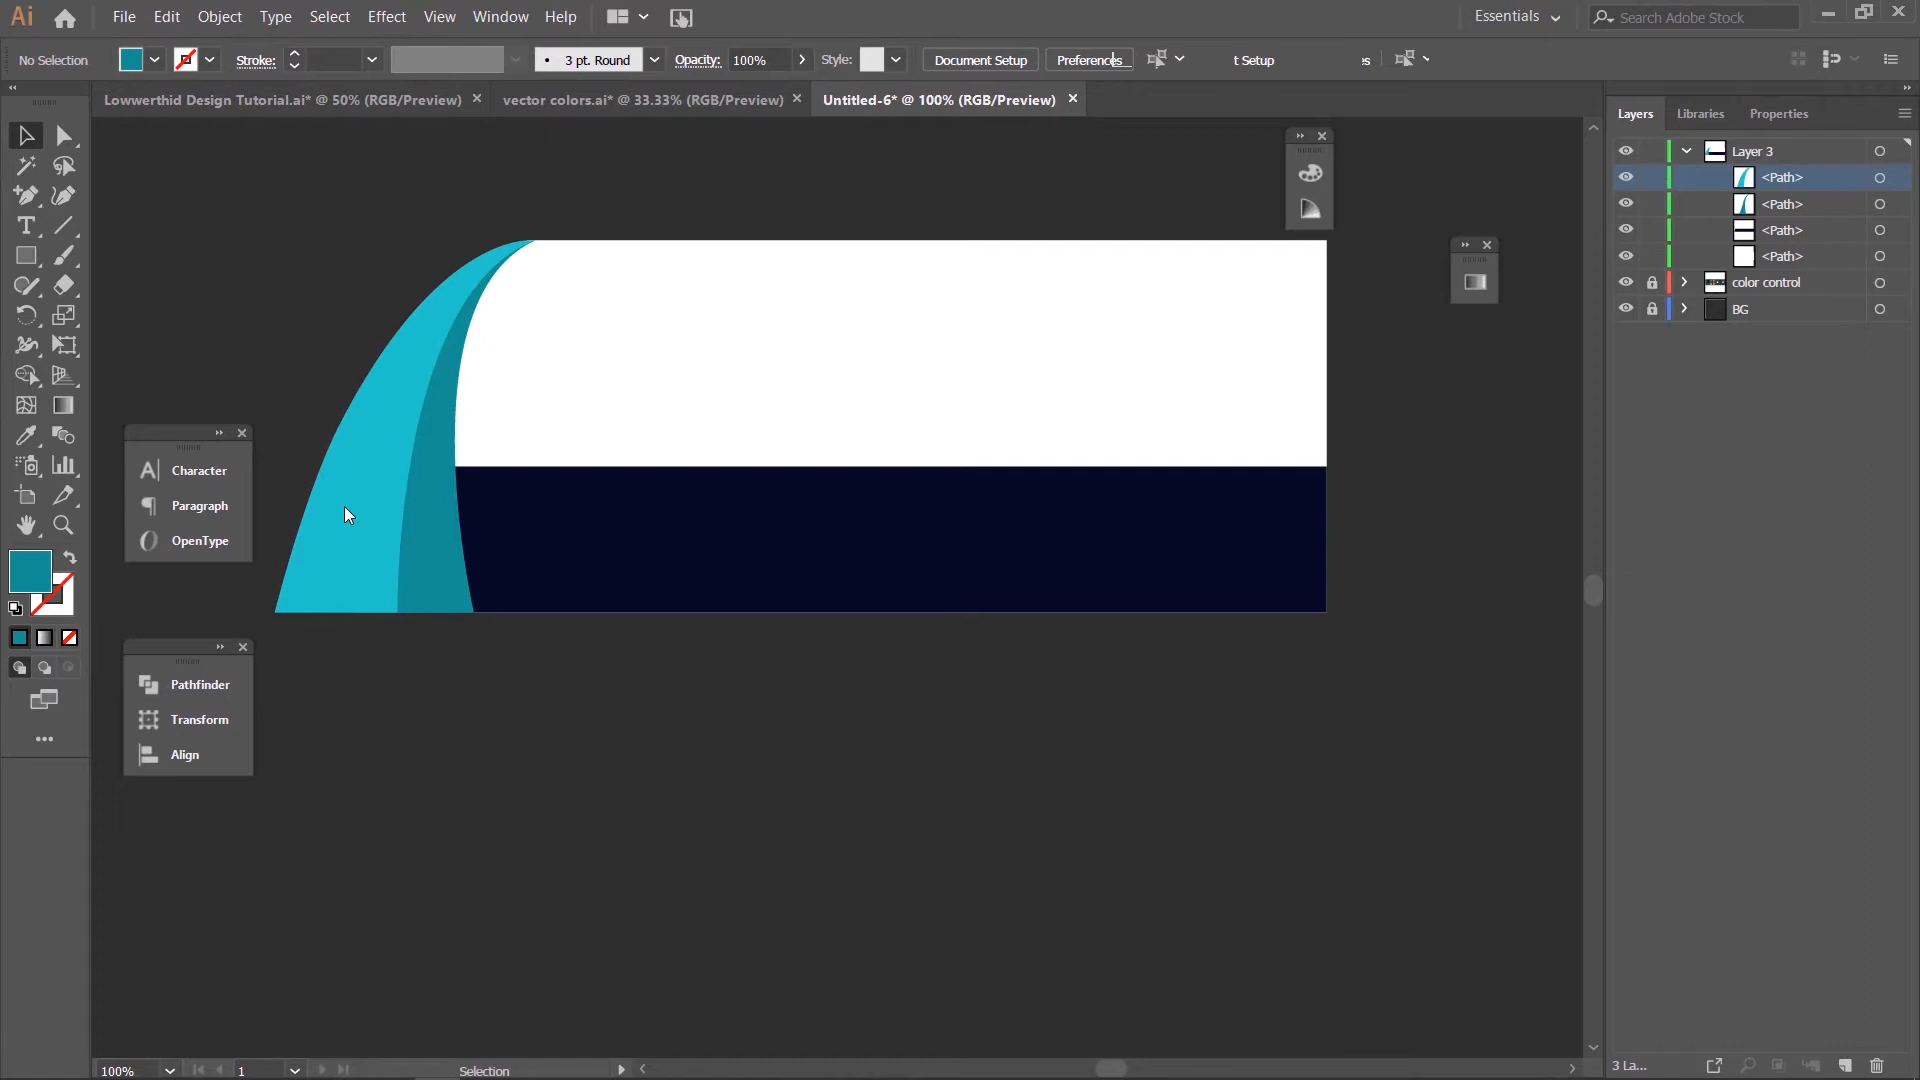 Ai File Edit Object Type Select Effect View Window Help Essentials Search Adobe Stock
No Selection Stroke: 3 pt. Round Opacity: 100% Style: Document Setup Preferences t Setup es
Lowwerthid Design Tutorial.ai* @ 50% (RGB/Preview) vector colors.ai* @ 33.33% (RGB/Preview) Untitled-6* @ 100% (RGB/Preview)
Layers Libraries Properties
Layer 3
<Path>
<Path>
<Path>
<Path>
color control
BG
Character
Paragraph
OpenType
Pathfinder
Transform
Align
100% 1 Selection
3 La...